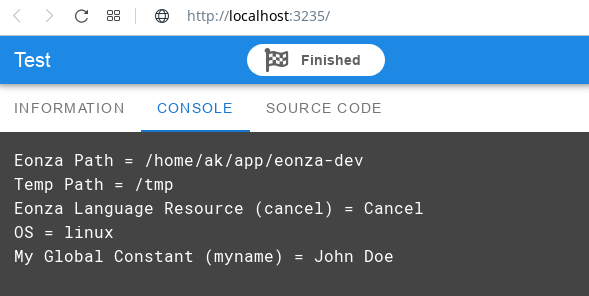 http://localhost:3235/
Test
Finished
INFORMATION CONSOLE SOURCE CODE
Eonza Path = /home/ak/app/eonza-dev
Temp Path = /tmp
Eonza Language Resource (cancel) = Cancel
OS = linux
My Global Constant (myname) = John Doe